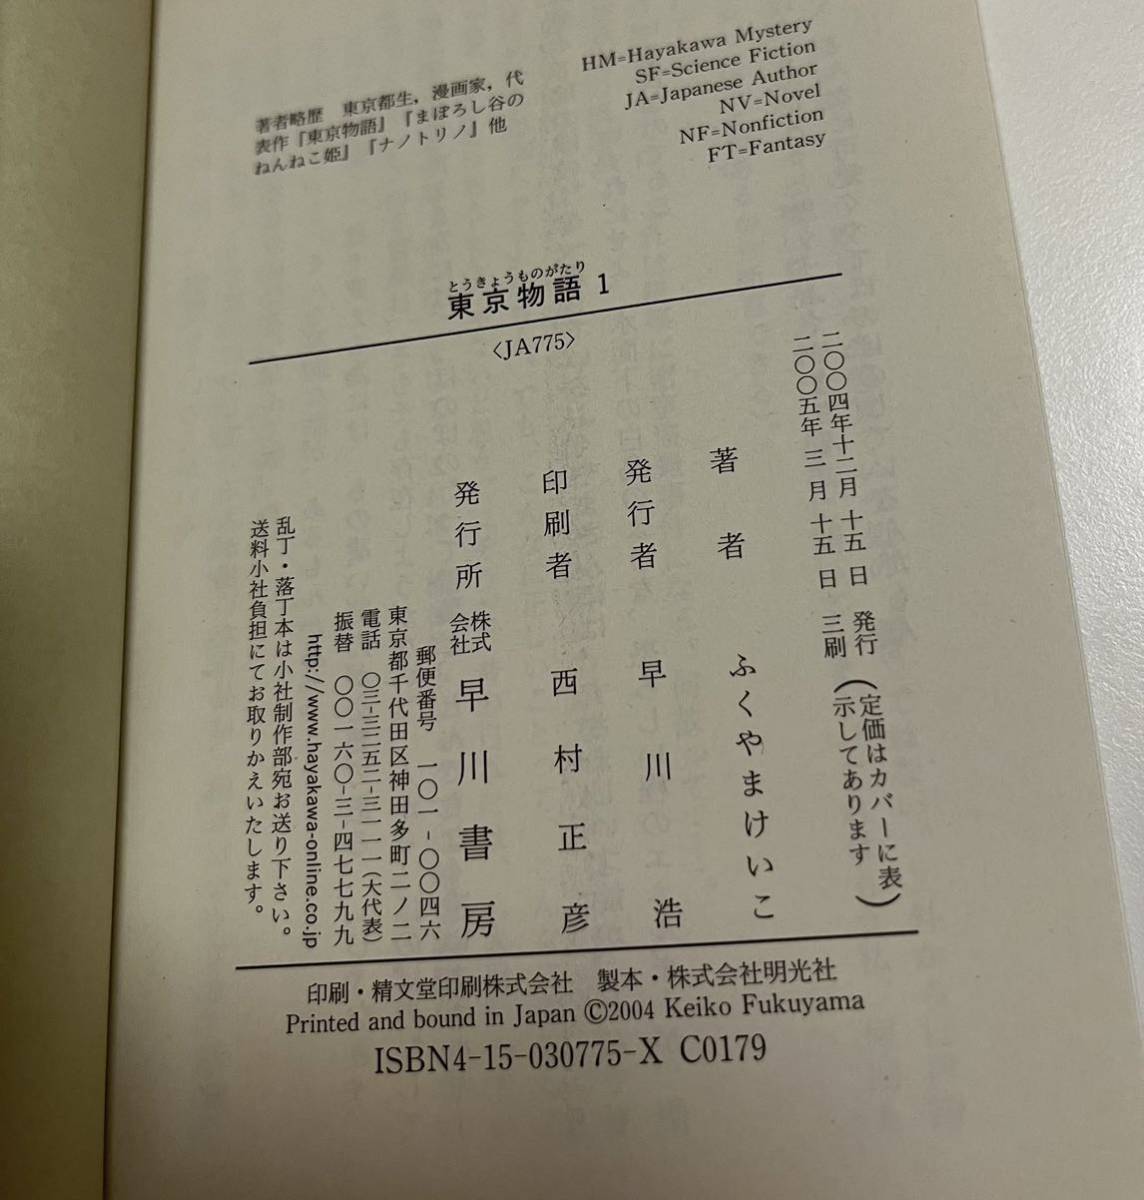 著者略歴　東京都生，漫画家，代
表作『東京物語』『まぼろし谷の
ねんねこ姫』『ナノトリノ』他
HM=Hayakawa Mystery
SF=Science Fiction
JA=Japanese Author
NV=Novel
NF=Nonfiction
FT=Fantasy
とうきょうものがたり
東京物語 1
〈JA775〉
二〇〇四年十二月十五日　発行
二〇〇五年三月十五日　三刷
（定価はカバーに表
示してあります）
著者　ふくやまけいこ
発行者　早川　浩
印刷者　西村正彦
発行所　株式会社　早川書房
郵便番号　一〇一-〇〇四六
東京都千代田区神田多町二ノ二
電話　〇三-三二五二-三一一一(大代表)
振替　〇〇一六〇-三-四七七九九
http://www.hayakawa-online.co.jp
乱丁・落丁本は小社制作部宛お送り下さい。
送料小社負担にてお取りかえいたします。
印刷・精文堂印刷株式会社　製本・株式会社明光社
Printed and bound in Japan ©2004 Keiko Fukuyama
ISBN4-15-030775-X C0179